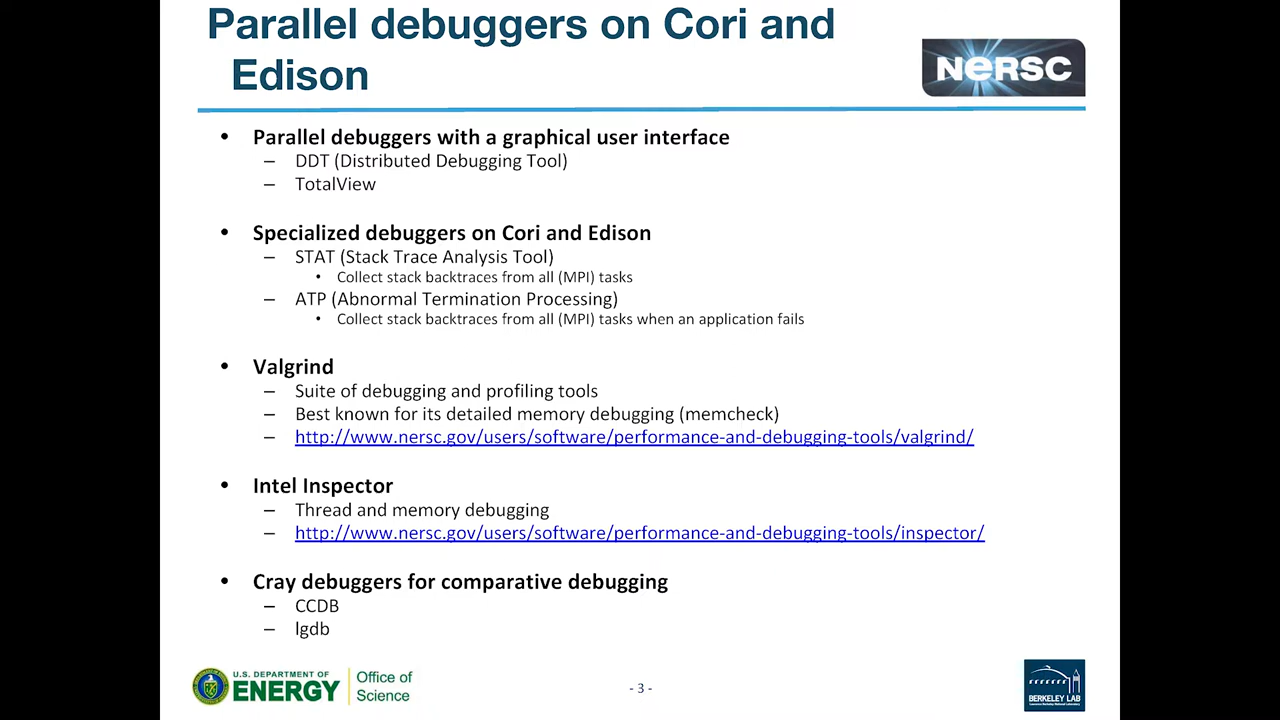 Parallel debuggers on Cori and
Edison
NERSC
• Parallel debuggers with a graphical user interface
– DDT (Distributed Debugging Tool)
– TotalView
• Specialized debuggers on Cori and Edison
– STAT (Stack Trace Analysis Tool)
• Collect stack backtraces from all (MPI) tasks
– ATP (Abnormal Termination Processing)
• Collect stack backtraces from all (MPI) tasks when an application fails
• Valgrind
– Suite of debugging and profiling tools
– Best known for its detailed memory debugging (memcheck)
– http://www.nersc.gov/users/software/performance-and-debugging-tools/valgrind/
• Intel Inspector
– Thread and memory debugging
– http://www.nersc.gov/users/software/performance-and-debugging-tools/inspector/
• Cray debuggers for comparative debugging
– CCDB
– lgdb
U.S. DEPARTMENT OF
ENERGY
Office of
Science
- 3 -
BERKELEY LAB
Lawrence Berkeley National Laboratory